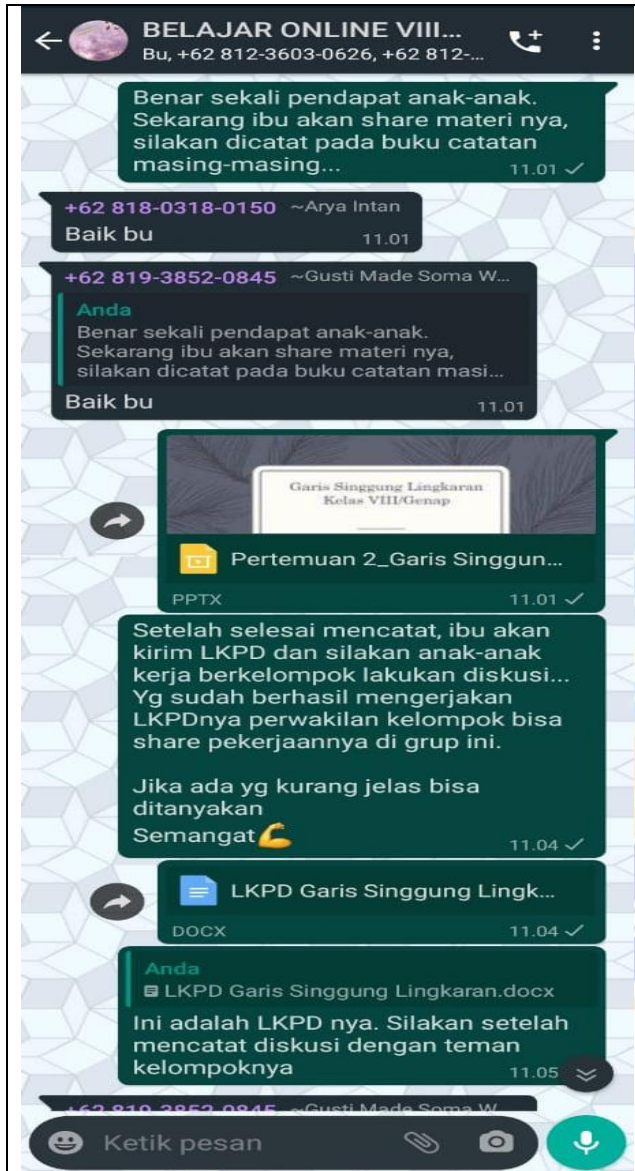 BELAJAR ONLINE VIII...
Bu, +62 812-3603-0626, +62 812-...
Benar sekali pendapat anak-anak.
Sekarang ibu akan share materi nya,
silakan dicatat pada buku catatan
masing-masing...
11.01
+62 818-0318-0150 ~Arya Intan
Baik bu
11.01
+62 819-3852-0845 ~Gusti Made Soma W...
Anda
Benar sekali pendapat anak-anak.
Sekarang ibu akan share materi nya,
silakan dicatat pada buku catatan masi...
Baik bu
11.01
Garis Singgung Lingkaran
Kelas VIII/Genap
Pertemuan 2_Garis Singgun...
PPTX 11.01
Setelah selesai mencatat, ibu akan
kirim LKPD dan silakan anak-anak
kerja berkelompok lakukan diskusi...
Yg sudah berhasil mengerjakan
LKPDnya perwakilan kelompok bisa
share pekerjaannya di grup ini.
Jika ada yg kurang jelas bisa
ditanyakan
Semangat💪
11.04
LKPD Garis Singgung Lingk...
DOCX 11.04
Anda
LKPD Garis Singgung Lingkaran.docx
Ini adalah LKPD nya. Silakan setelah
mencatat diskusi dengan teman
kelompoknya
11.05
+62 819-3852-0845 ~Gusti Made Soma W...
Ketik pesan